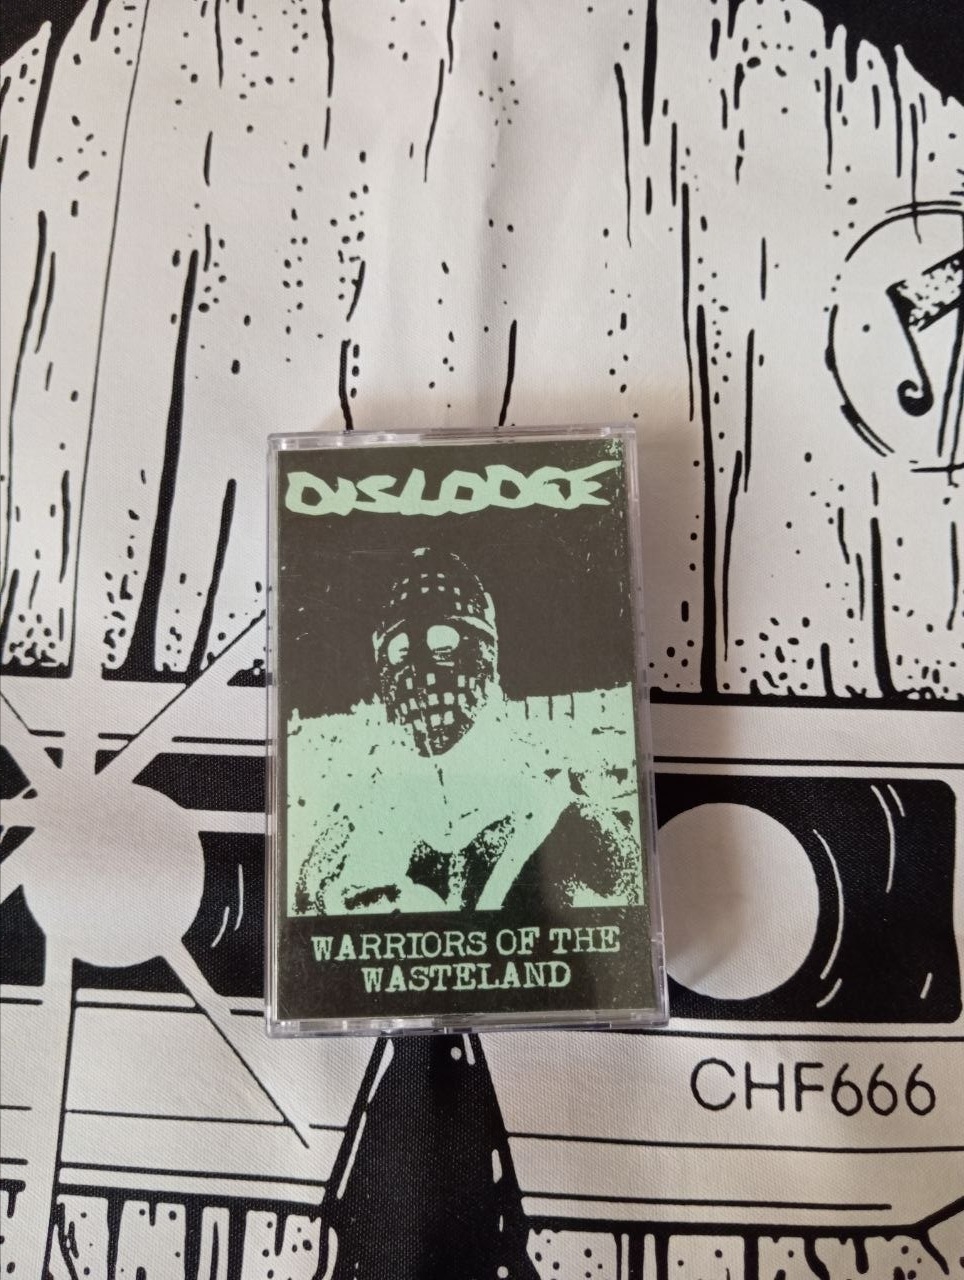 DISLODGE
WARRIORS OF THE
WASTELAND
CHF666